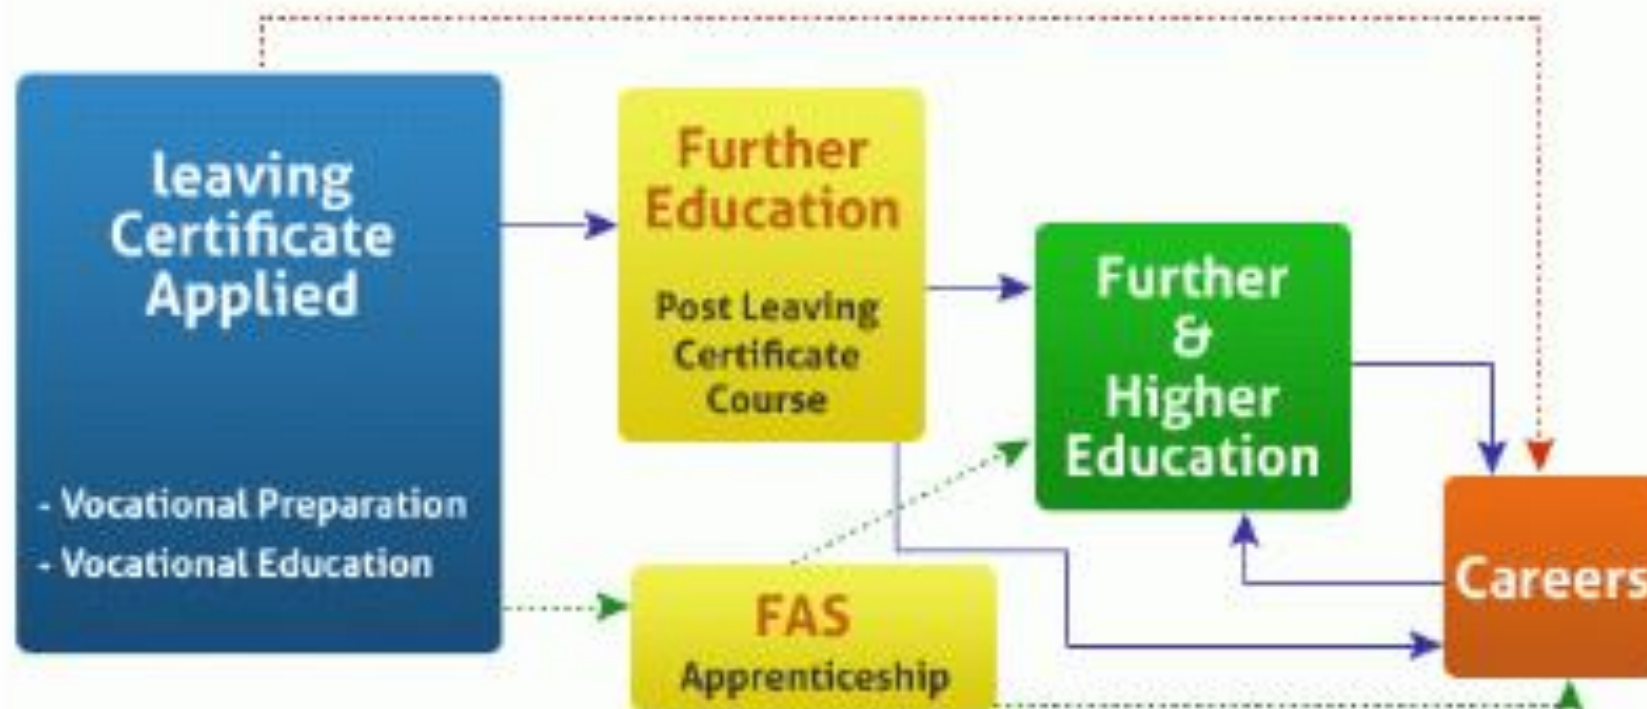 leaving
Certificate
Applied
- Vocational Preparation
- Vocational Education
Further
Education
Post Leaving
Certificate
Course
FAS
Apprenticeship
Further
&
Higher
Education
Careers